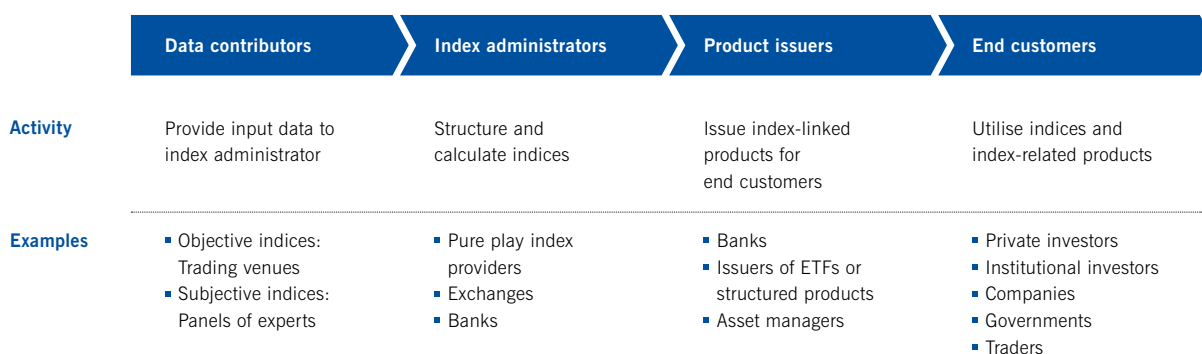 Data contributors
Index administrators
Product issuers
End customers
Activity
Provide input data to
index administrator
Structure and
calculate indices
Issue index-linked
products for
end customers
Utilise indices and
index-related products
Examples
▪ Objective indices:
Trading venues
▪ Subjective indices:
Panels of experts
▪ Pure play index
providers
▪ Exchanges
▪ Banks
▪ Banks
▪ Issuers of ETFs or
structured products
▪ Asset managers
▪ Private investors
▪ Institutional investors
▪ Companies
▪ Governments
▪ Traders